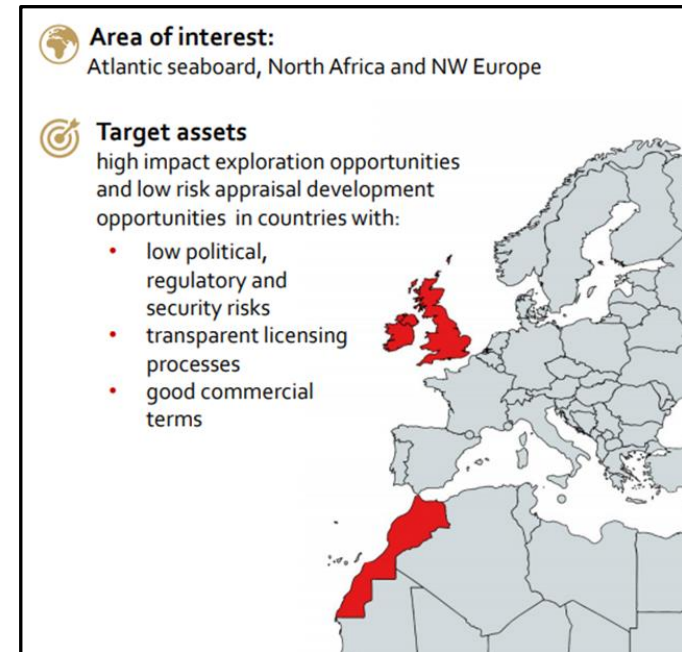 Area of interest:
Atlantic seaboard, North Africa and NW Europe
Target assets
high impact exploration opportunities
and low risk appraisal development
opportunities in countries with:
• low political,
regulatory and
security risks
• transparent licensing
processes
• good commercial
terms